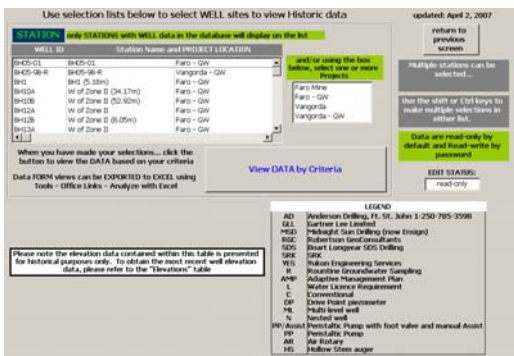 Use selection lists below to select WELL sites to view Historic data
updated: April 2, 2007
STATION only STATIONS with WELL data in the database will display on the list
return to
previous
screen
WELL ID Station Name and PROJECT LOCATION
BH05-01 BH05-01 Faro - GW
BH05-9B-R BH05-9B-R Vangorda - GW
BH1 BH1 (5.18m) Faro - GW
BH10A W of Zone II (34.17m) Faro - GW
BH10B W of Zone II (52.92m) Faro - GW
BH12A W of Zone II Faro - GW
BH12B W of Zone II (8.05m) Faro - GW
BH13A W of Zone II Faro - GW
and/or using the box
below, select one or more
Projects
Faro Mine
Faro - GW
Vangorda
Vangorda - GW
Multiple stations can be
selected...
Use the shift or Ctrl keys to
make multiple selections in
either list.
Data are read-only by
default and Read-write by
password
When you have made your selections... click the
button to view the DATA based on your criteria
Data FORM views can be EXPORTED to EXCEL using
Tools - Office Links - Analyze with Excel
View DATA by Criteria
EDIT STATUS:
read-only
Please note the elevation data contained within this table is presented
for historical purposes only. To obtain the most recent well elevation
data, please refer to the "Elevations" table
LEGEND
AD Anderson Drilling, Ft. St. John 1-250-785-3598
GLL Gartner Lee Limited
MSD Midnight Sun Drilling (now Ensign)
RGC Robertson GeoConsultants
SDS Boart Longyear SDS Drilling
SRK SRK
YES Yukon Engineering Services
R Rountine Groundwater Sampling
AMP Adaptive Management Plan
L Water Licence Requirement
C Conventional
DP Drive Point piezometer
ML Multi-level well
N Nested well
PP/Assist Peristaltic Pump with foot valve and manual Assist
PP Peristaltic Pump
AR Air Rotary
HS Hollow Stem auger